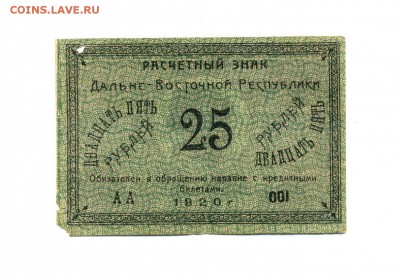 COINS.LAVE.RU
РАСЧЕТНЫЙ ЗНАК
ДАЛЬНЕ-ВОСТОЧНОЙ РЕСПУБЛИКИ
ДВАДЦАТЬ ПЯТЬ
РУБЛЕЙ
25
РУБЛЕЙ
ДВАДЦАТЬ ПЯТЬ
Обязателен к обращению наравне с кредитными
билетами.
АА
1920 г
001